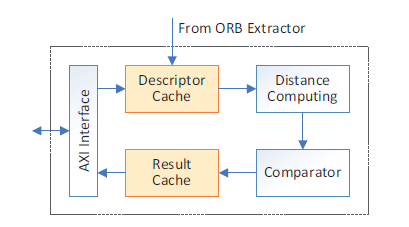 From ORB Extractor
AXI Interface
Descriptor
Cache
Distance
Computing
Result
Cache
Comparator